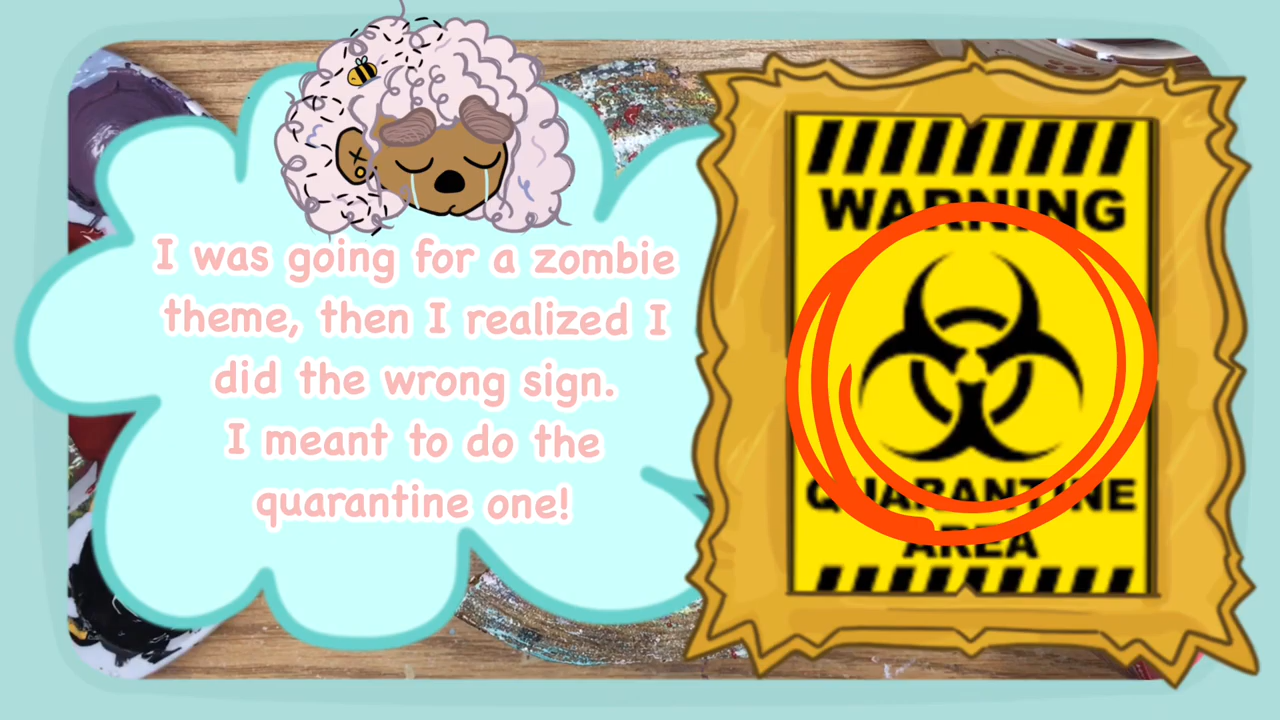 I was going for a zombie
theme, then I realized I
did the wrong sign.
I meant to do the
quarantine one!
WARNING
QUARANTINE
AREA